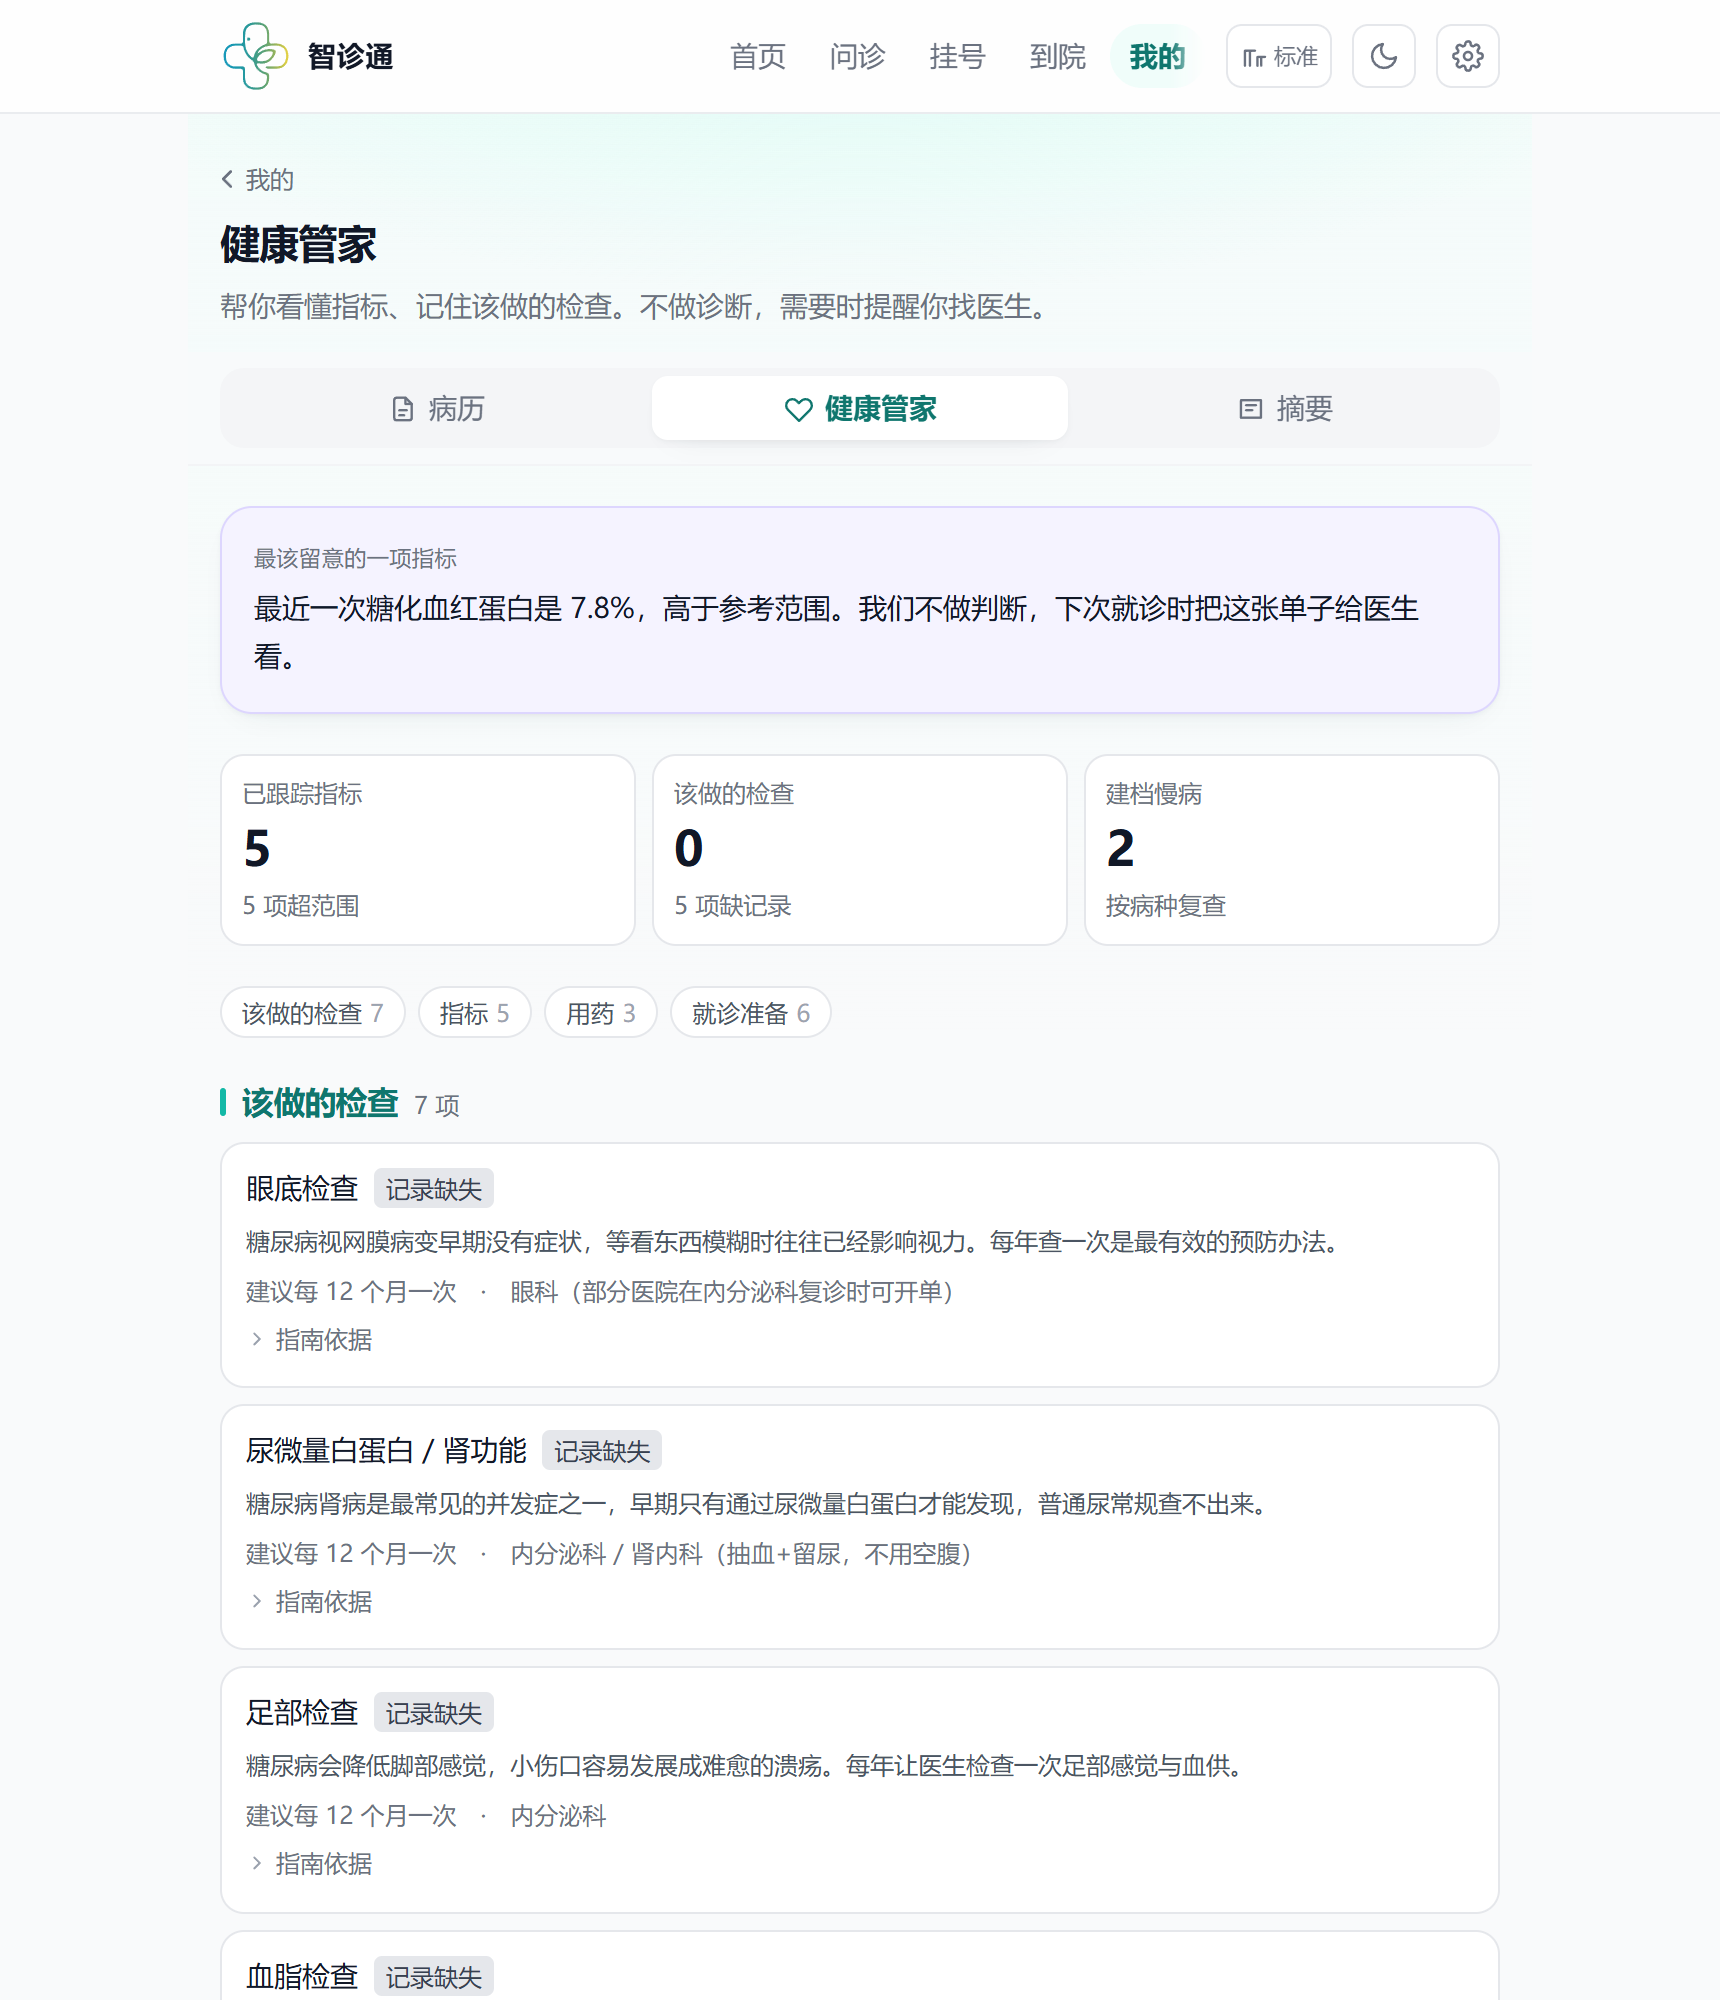 智诊通
首页 问诊 挂号 到院 我的 标准
我的
健康管家
帮你看懂指标、记住该做的检查。不做诊断，需要时提醒你找医生。
病历 健康管家 摘要
最该留意的一项指标
最近一次糖化血红蛋白是 7.8%，高于参考范围。我们不做判断，下次就诊时把这张单子给医生
看。
已跟踪指标
5
5 项超范围
该做的检查
0
5 项缺记录
建档慢病
2
按病种复查
该做的检查 7 指标 5 用药 3 就诊准备 6
该做的检查 7 项
眼底检查 记录缺失
糖尿病视网膜病变早期没有症状，等看东西模糊时往往已经影响视力。每年查一次是最有效的预防办法。
建议每 12 个月一次 · 眼科（部分医院在内分泌科复诊时可开单）
指南依据
尿微量白蛋白 / 肾功能 记录缺失
糖尿病肾病是最常见的并发症之一，早期只有通过尿微量白蛋白才能发现，普通尿常规查不出来。
建议每 12 个月一次 · 内分泌科 / 肾内科（抽血+留尿，不用空腹）
指南依据
足部检查 记录缺失
糖尿病会降低脚部感觉，小伤口容易发展成难愈的溃疡。每年让医生检查一次足部感觉与血供。
建议每 12 个月一次 · 内分泌科
指南依据
血脂检查 记录缺失